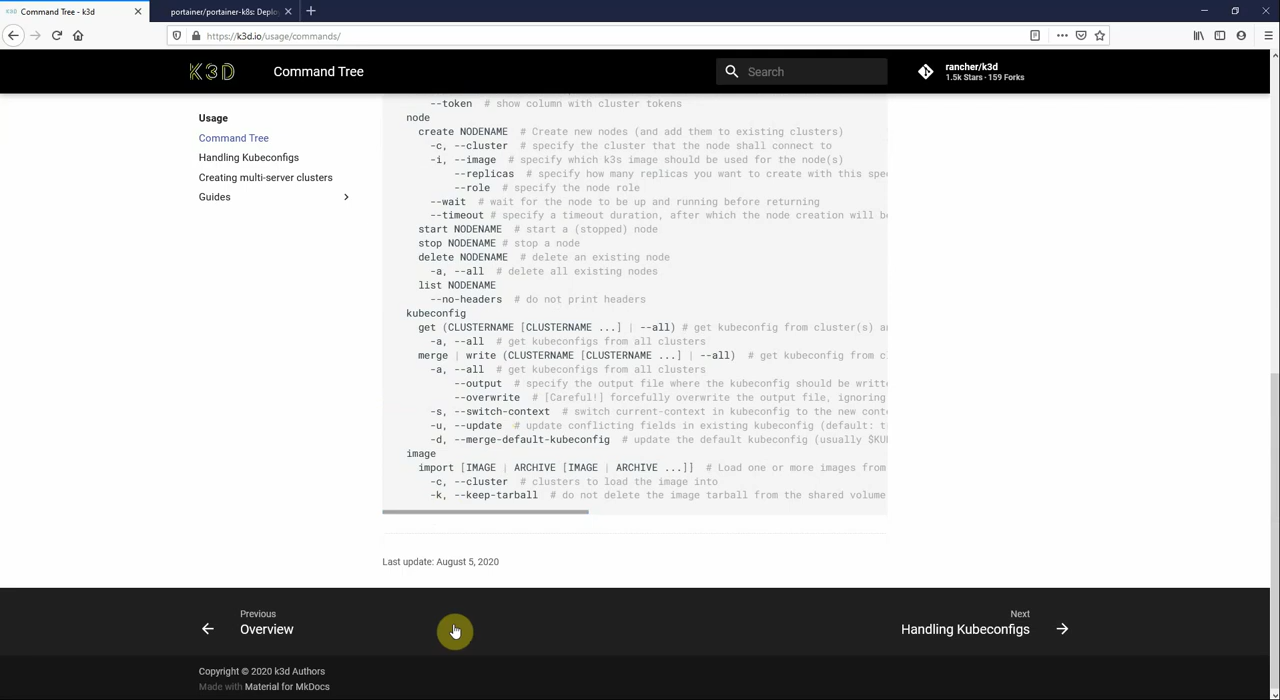 Command Tree - k3d
portainer/portainer-k8s: Deplo
https://k3d.io/usage/commands/
K3D
Command Tree
Search
rancher/k3d
1.5k Stars · 159 Forks
Usage
Command Tree
Handling Kubeconfigs
Creating multi-server clusters
Guides
--token # show column with cluster tokens
node
create NODENAME # Create new nodes (and add them to existing clusters)
-c, --cluster # specify the cluster that the node shall connect to
-i, --image # specify which k3s image should be used for the node(s)
--replicas # specify how many replicas you want to create with this spe
--role # specify the node role
--wait # wait for the node to be up and running before returning
--timeout # specify a timeout duration, after which the node creation will b
start NODENAME # start a (stopped) node
stop NODENAME # stop a node
delete NODENAME # delete an existing node
-a, --all # delete all existing nodes
list NODENAME
--no-headers # do not print headers
kubeconfig
get (CLUSTERNAME [CLUSTERNAME ...] | --all) # get kubeconfig from cluster(s) a
-a, --all # get kubeconfigs from all clusters
merge | write (CLUSTERNAME [CLUSTERNAME ...] | --all) # get kubeconfig from c
-a, --all # get kubeconfigs from all clusters
--output # specify the output file where the kubeconfig should be writt
--overwrite # [Careful!] forcefully overwrite the output file, ignoring
-s, --switch-context # switch current-context in kubeconfig to the new cont
-u, --update # update conflicting fields in existing kubeconfig (default: t
-d, --merge-default-kubeconfig # update the default kubeconfig (usually $KU
image
import [IMAGE | ARCHIVE [IMAGE | ARCHIVE ...]] # Load one or more images from
-c, --cluster # clusters to load the image into
-k, --keep-tarball # do not delete the image tarball from the shared volume
Last update: August 5, 2020
Previous
Overview
Next
Handling Kubeconfigs
Copyright © 2020 k3d Authors
Made with Material for MkDocs